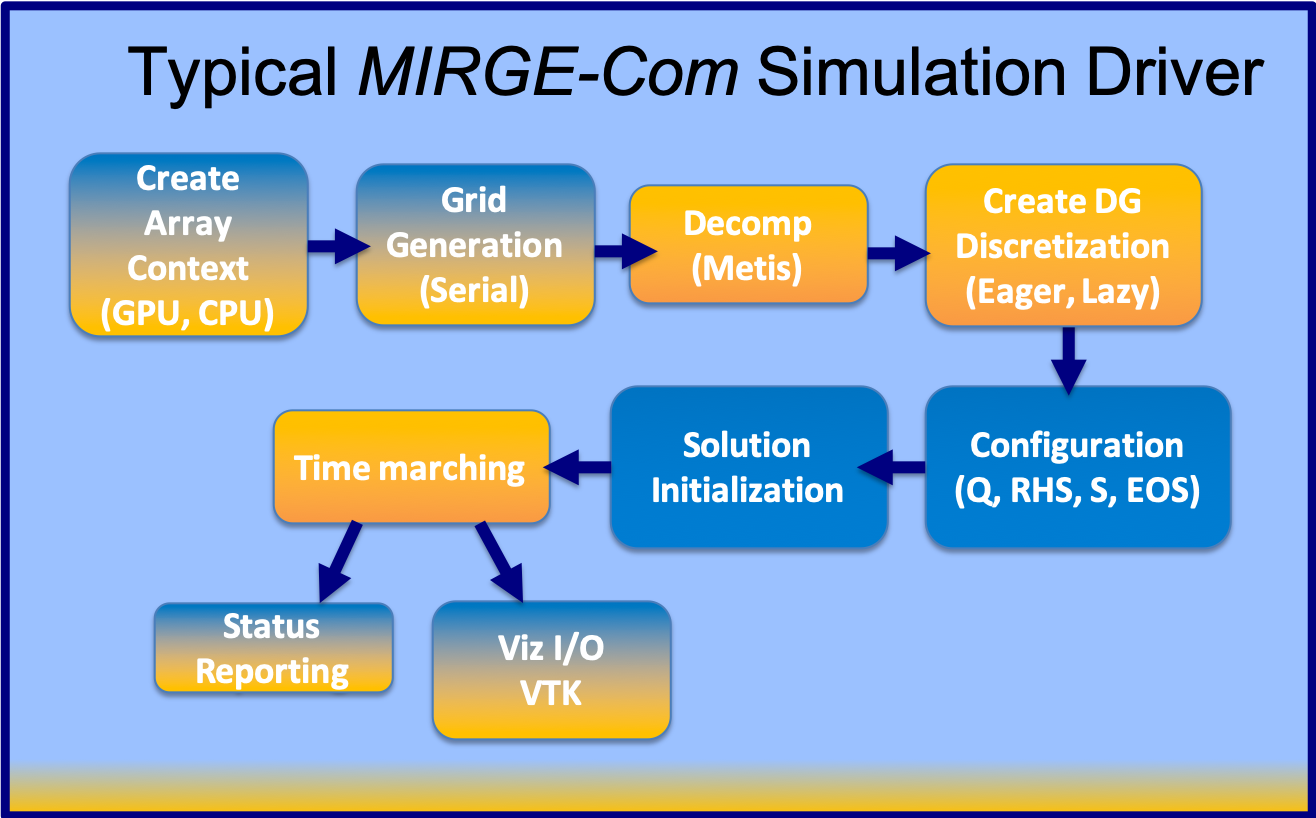 Typical MIRGE-Com Simulation Driver
Create
Array
Context
(GPU, CPU)
Grid
Generation
(Serial)
Decomp
(Metis)
Create DG
Discretization
(Eager, Lazy)
Configuration
(Q, RHS, S, EOS)
Solution
Initialization
Time marching
Status
Reporting
Viz I/O
VTK